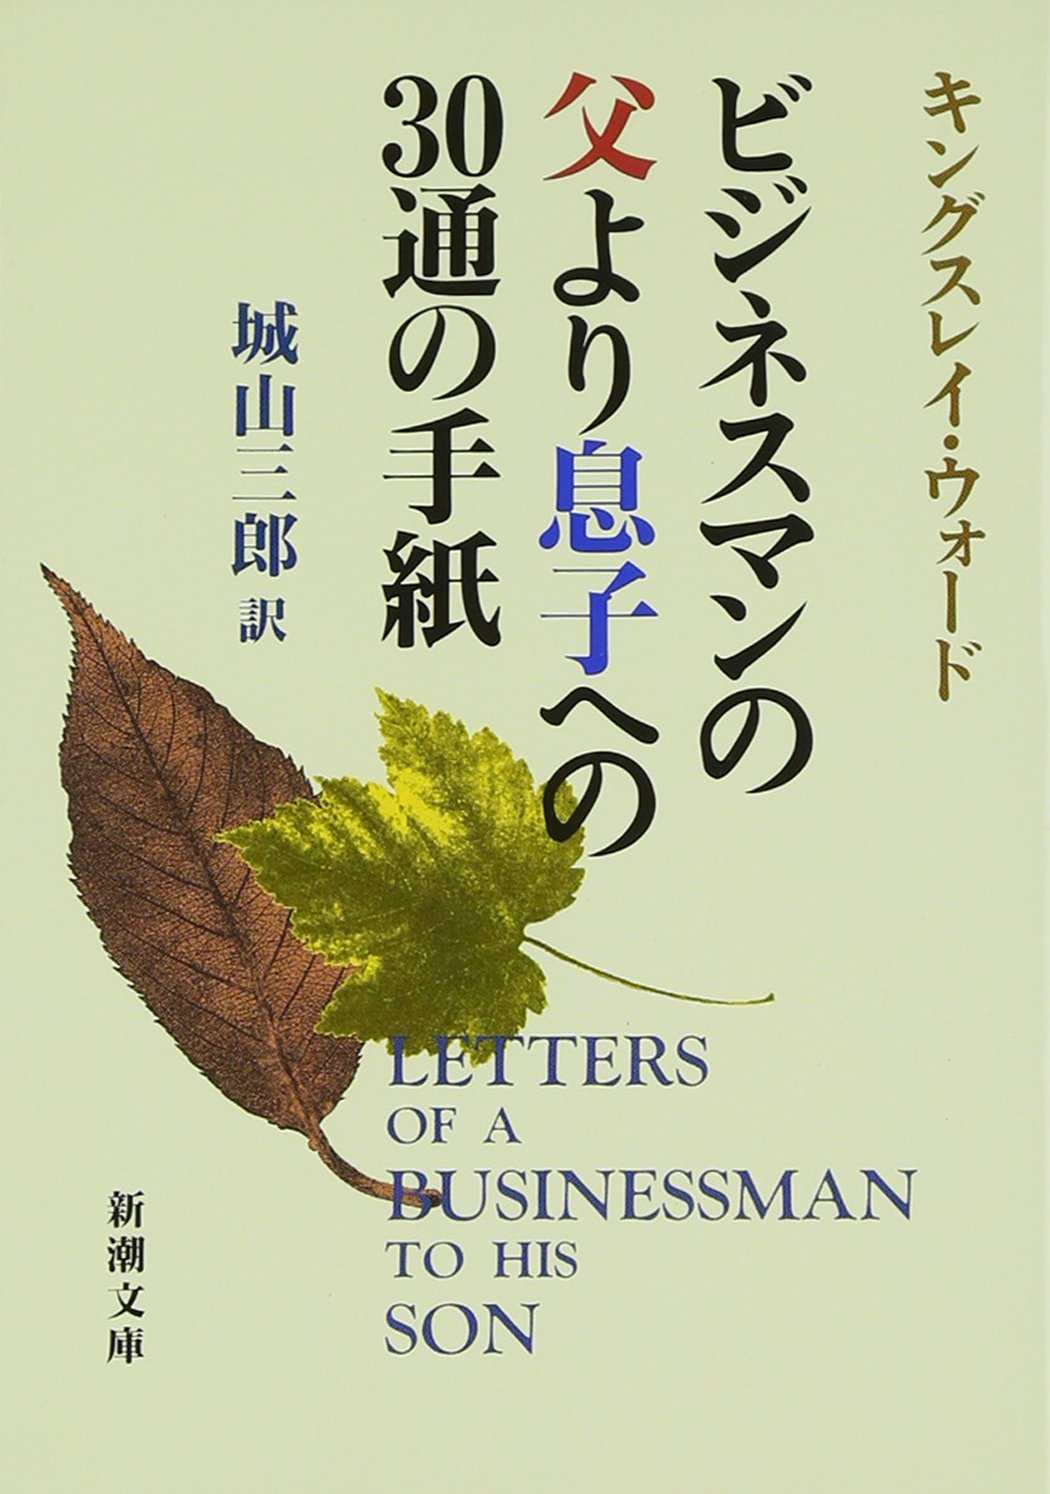 キングスレイ・ウォード
ビジネスマンの
父より息子への
30通の手紙
城山三郎 訳
LETTERS
OF A
BUSINESSMAN
TO HIS
SON
新潮文庫